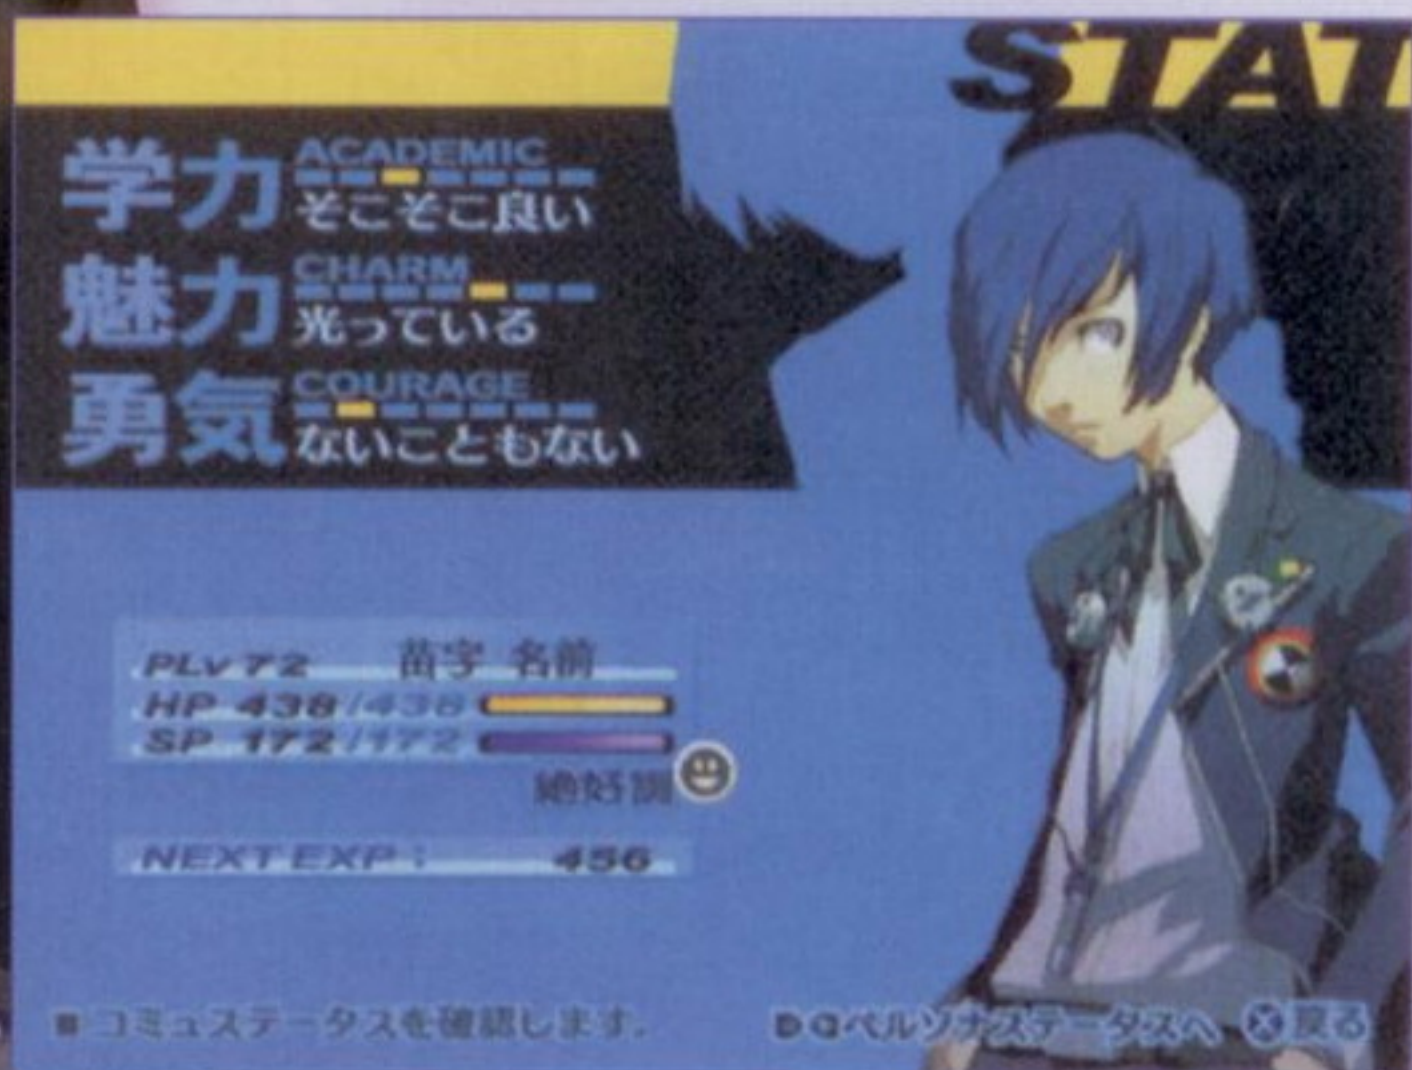 STAT
学力 ACADEMIC
そこそこ良い
魅力 CHARM
光っている
勇気 COURAGE
ないこともない
PLv 72 苗字 名前
HP 438/438
SP 172/172
絶好調
NEXT EXP : 456
コミュステータスを確認します.
ペルソナステータスへ ×戻る